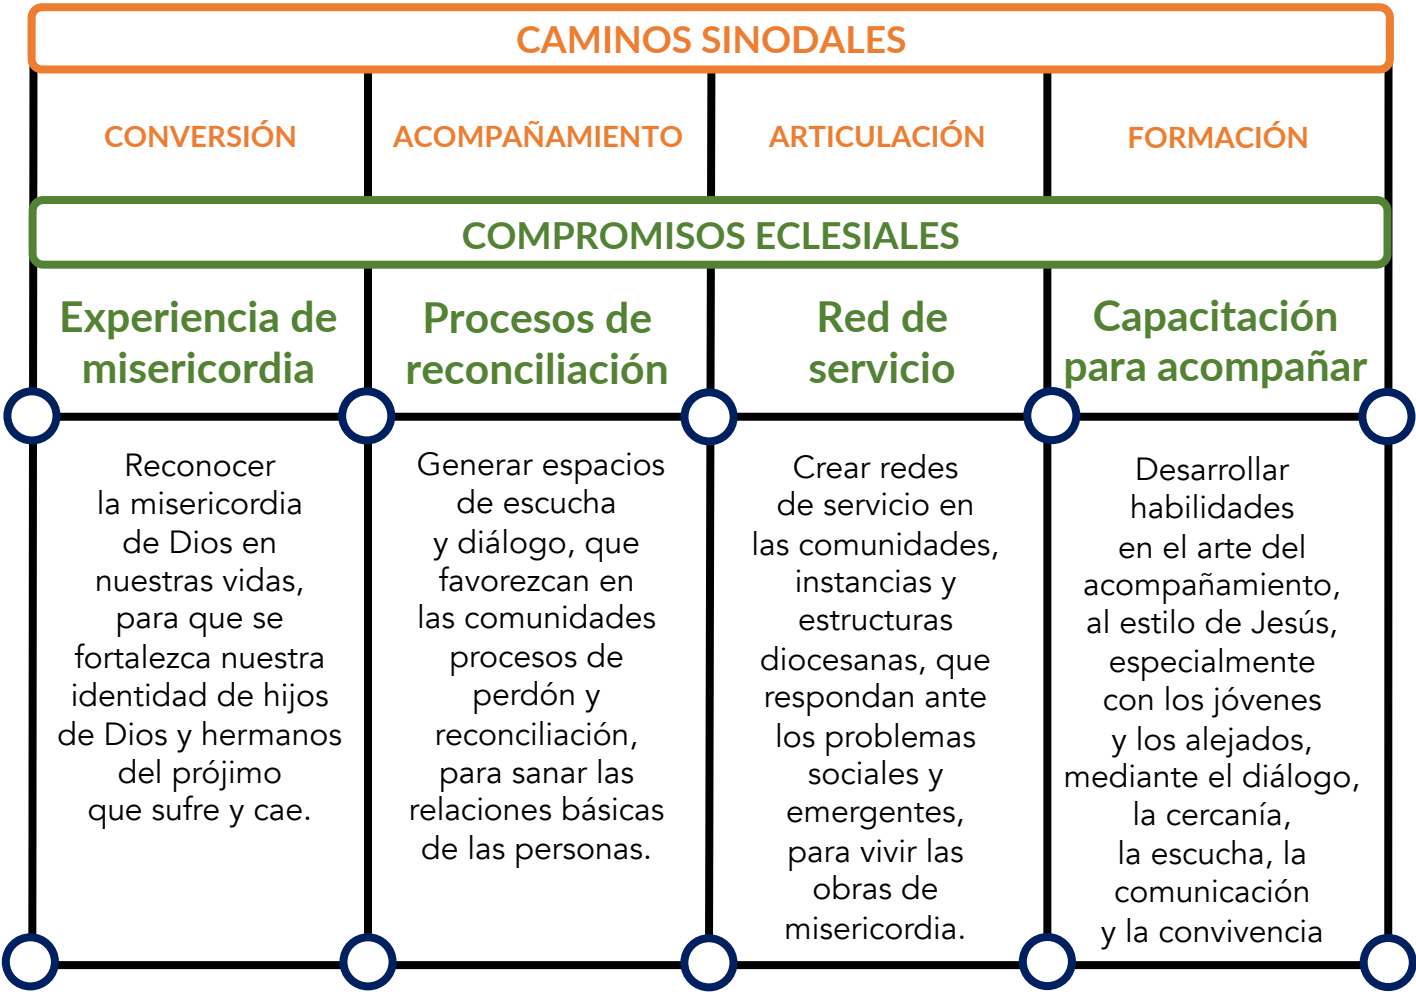 CAMINOS SINODALES
CONVERSIÓN
ACOMPAÑAMIENTO
ARTICULACIÓN
FORMACIÓN
COMPROMISOS ECLESIALES
Experiencia de
misericordia
Procesos de
reconciliación
Red de
servicio
Capacitación
para acompañar
Reconocer
la misericordia
de Dios en
nuestras vidas,
para que se
fortalezca nuestra
identidad de hijos
de Dios y hermanos
del prójimo
que sufre y cae.
Generar espacios
de escucha
y diálogo, que
favorezcan en
las comunidades
procesos de
perdón y
reconciliación,
para sanar las
relaciones básicas
de las personas.
Crear redes
de servicio en
las comunidades,
instancias y
estructuras
diocesanas, que
respondan ante
los problemas
sociales y
emergentes,
para vivir las
obras de
misericordia.
Desarrollar
habilidades
en el arte del
acompañamiento,
al estilo de Jesús,
especialmente
con los jóvenes
y los alejados,
mediante el diálogo,
la cercanía,
la escucha, la
comunicación
y la convivencia